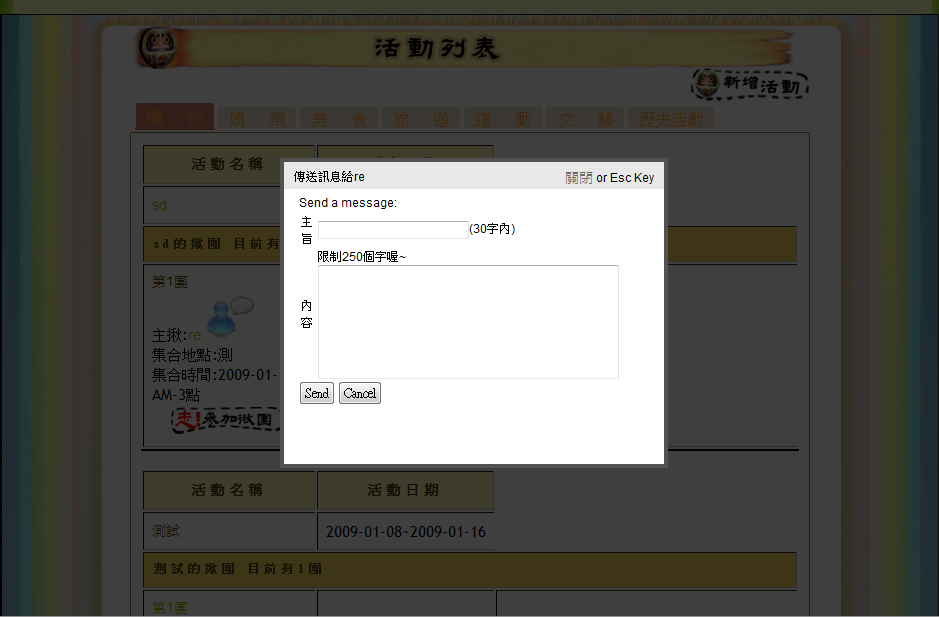 活動列表
新增活動
購 物 娛 樂 美 食 旅 遊 運 動 文 藝 歷史活動
活動名稱
sd
sd的揪團 目前有
第1團
主揪:re
集合地點:測
集合時間:2009-01-
AM-3點
走!參加揪團
傳送訊息給re 關閉 or Esc Key
Send a message:
主旨 (30字內)
限制250個字喔~
內容
Send Cancel
活動名稱 活動日期
測試 2009-01-08~2009-01-16
測試的揪團 目前有1團
第1團